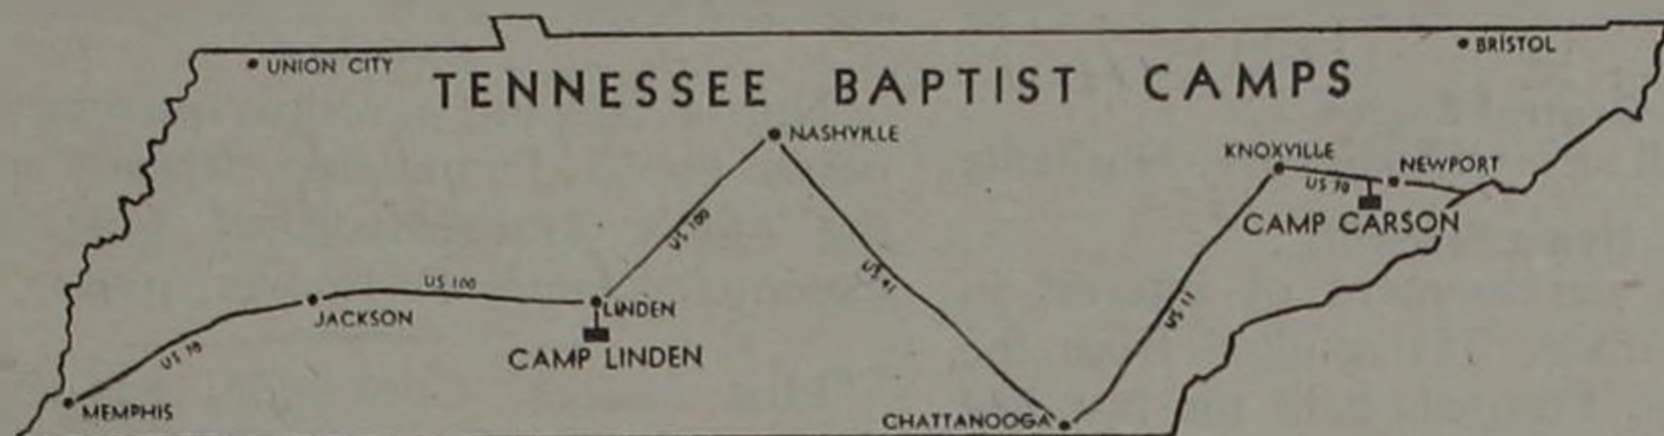 UNION CITY
BRISTOL
TENNESSEE BAPTIST CAMPS
NASHVILLE
KNOXVILLE
NEWPORT
US 70
CAMP CARSON
US 100
US 41
US 100
LINDEN
US 11
JACKSON
CAMP LINDEN
US 70
MEMPHIS
CHATTANOOGA